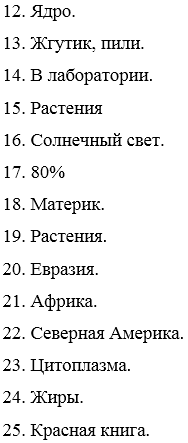 12. Ядро.
13. Жгутик, пили.
14. В лаборатории.
15. Растения
16. Солнечный свет.
17. 80%
18. Материк.
19. Растения.
20. Евразия.
21. Африка.
22. Северная Америка.
23. Цитоплазма.
24. Жиры.
25. Красная книга.